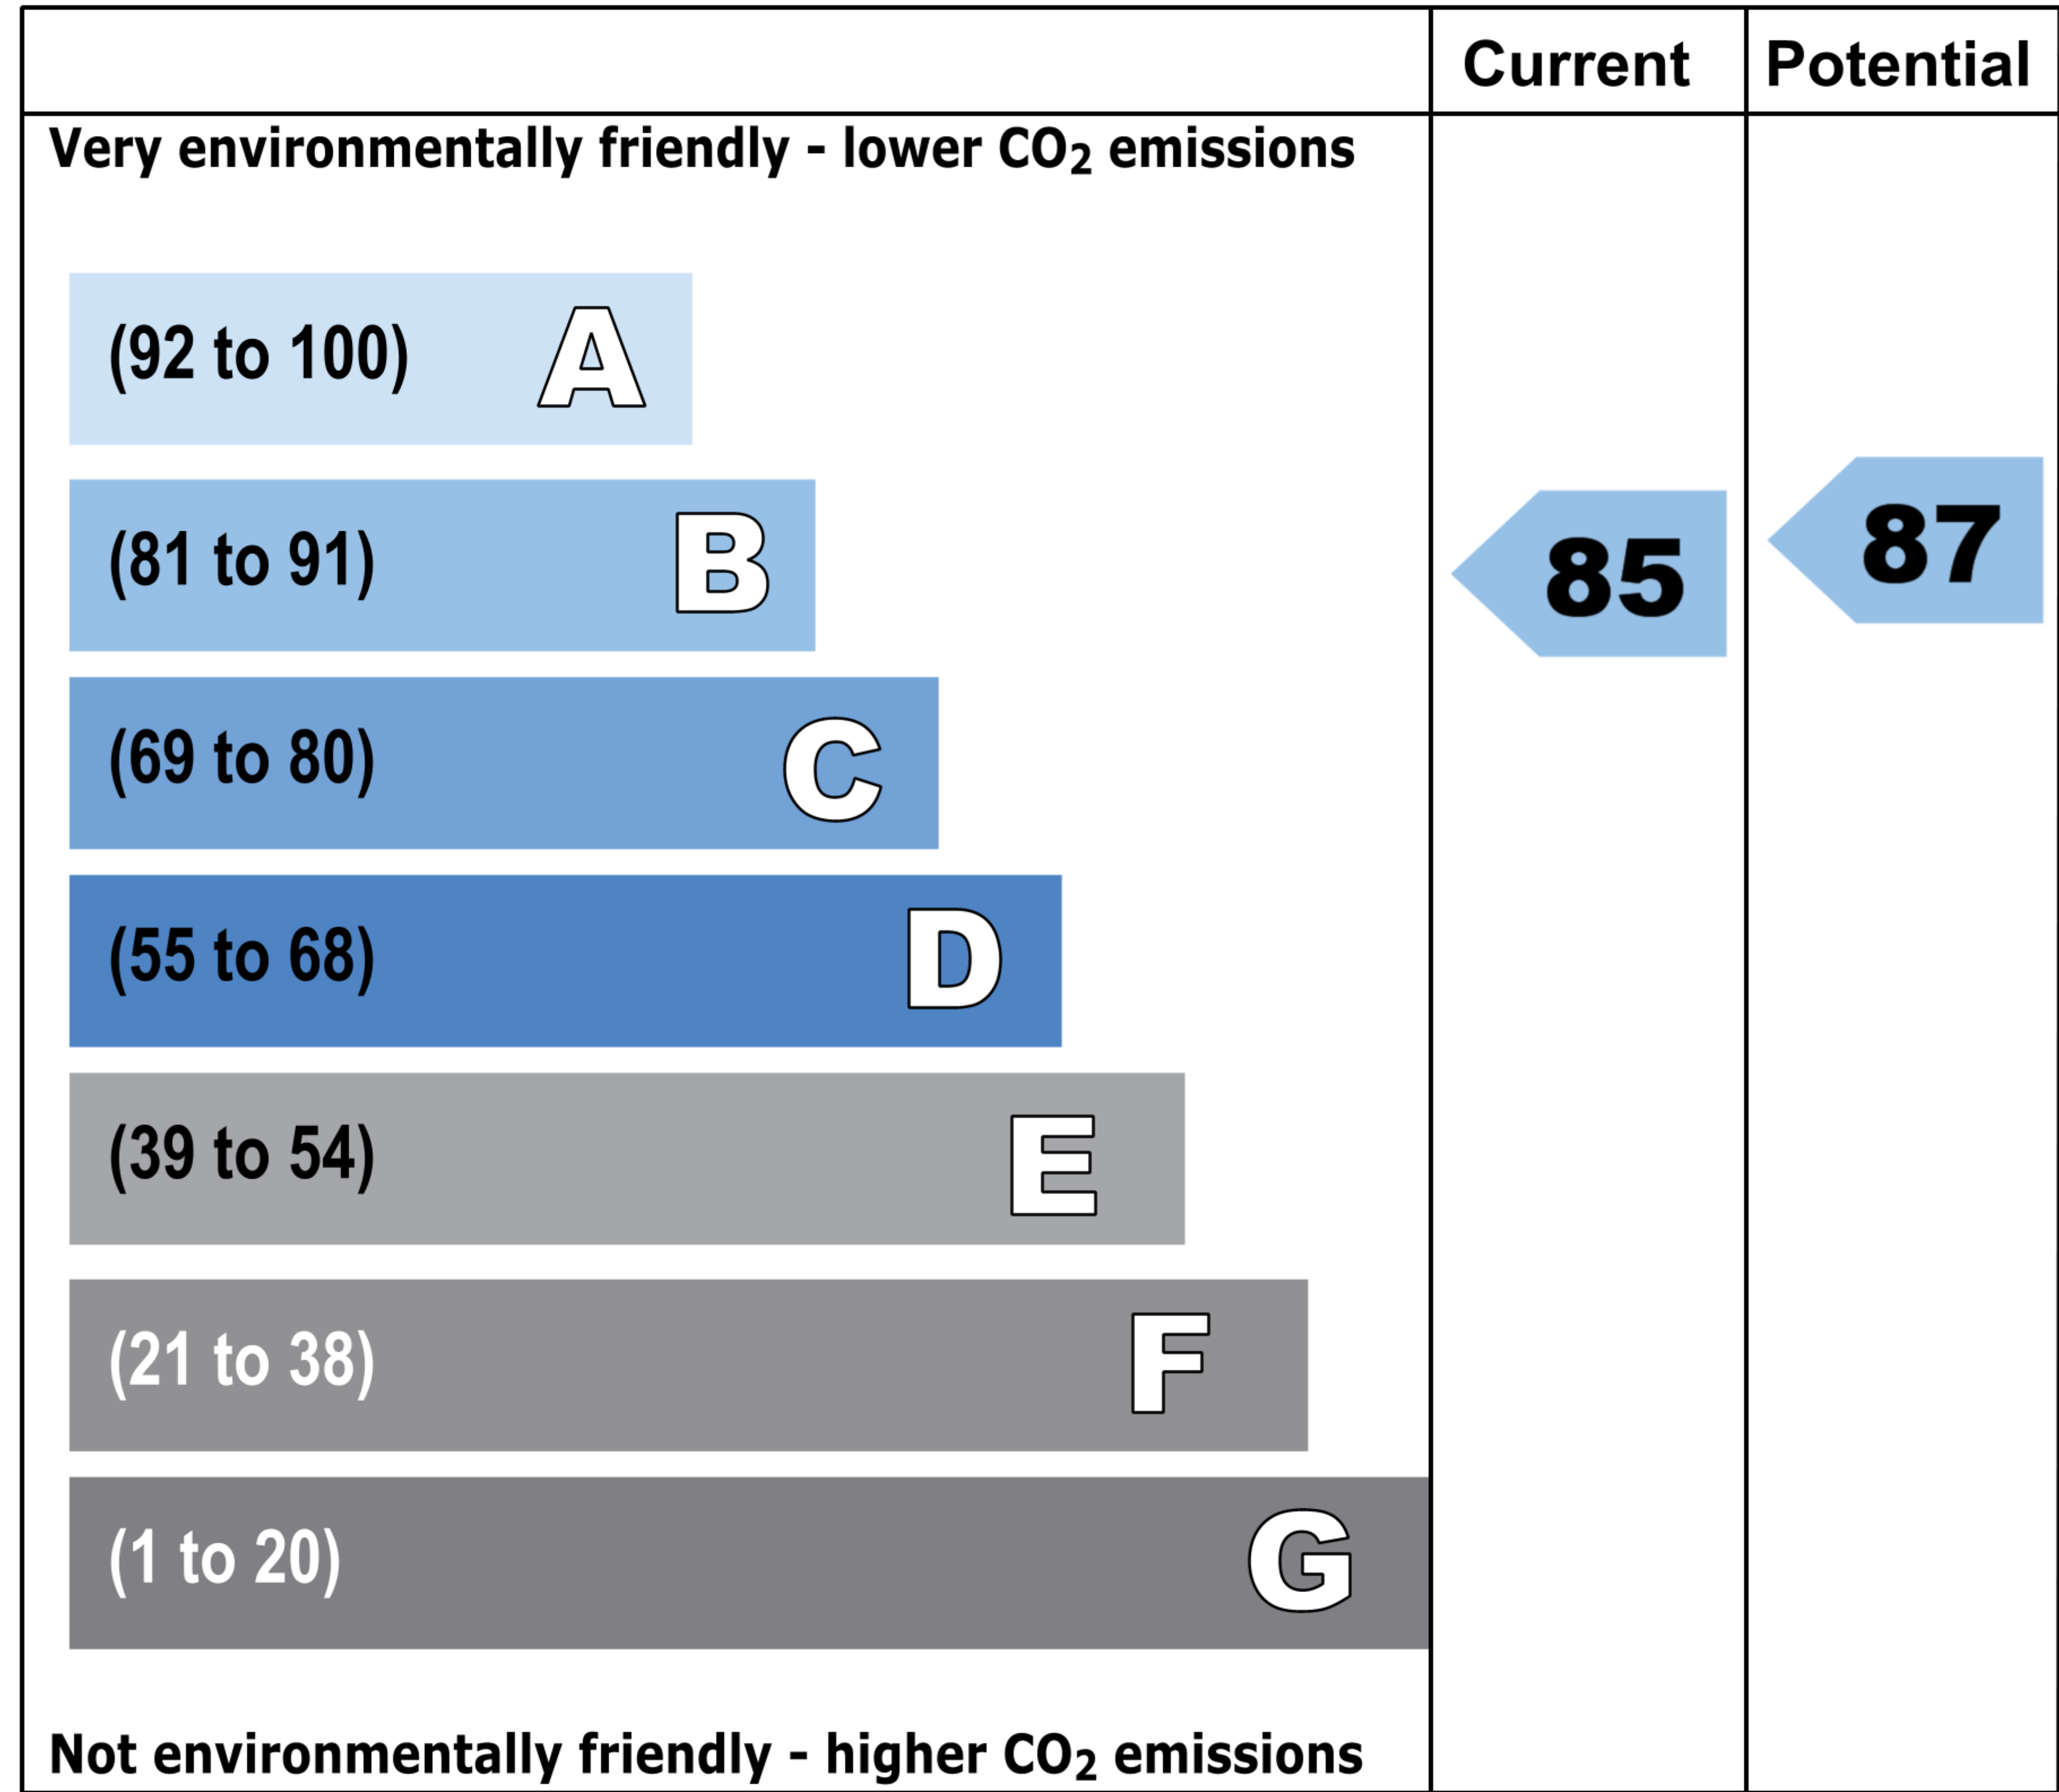 Current Potential
Very environmentally friendly - lower CO₂ emissions
(92 to 100) A
(81 to 91) B
85
87
(69 to 80) C
(55 to 68) D
(39 to 54) E
(21 to 38) F
(1 to 20) G
Not environmentally friendly - higher CO₂ emissions